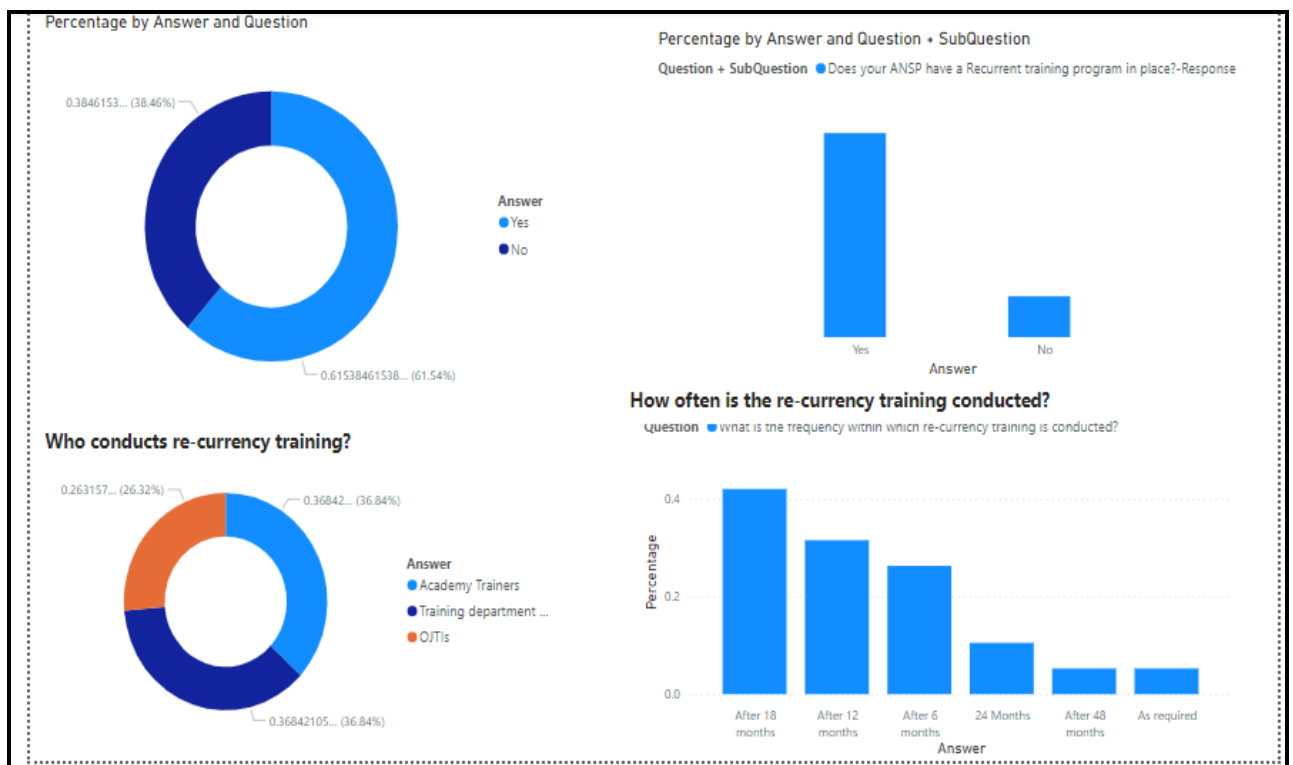 Percentage by Answer and Question
0.3846153... (38.46%)
0.61538461538... (61.54%)
Answer
Yes
No
Percentage by Answer and Question + SubQuestion
Question + SubQuestion Does your ANSP have a Recurrent training program in place?-Response
Yes
No
Answer
Who conducts re-currency training?
0.263157... (26.32%)
0.36842... (36.84%)
0.36842105... (36.84%)
Answer
Academy Trainers
Training department ...
OJTIs
How often is the re-currency training conducted?
Question What is the frequency within which re-currency training is conducted?
Percentage
0.4
0.2
0.0
After 18
months
After 12
months
After 6
months
24 Months
After 48
months
As required
Answer